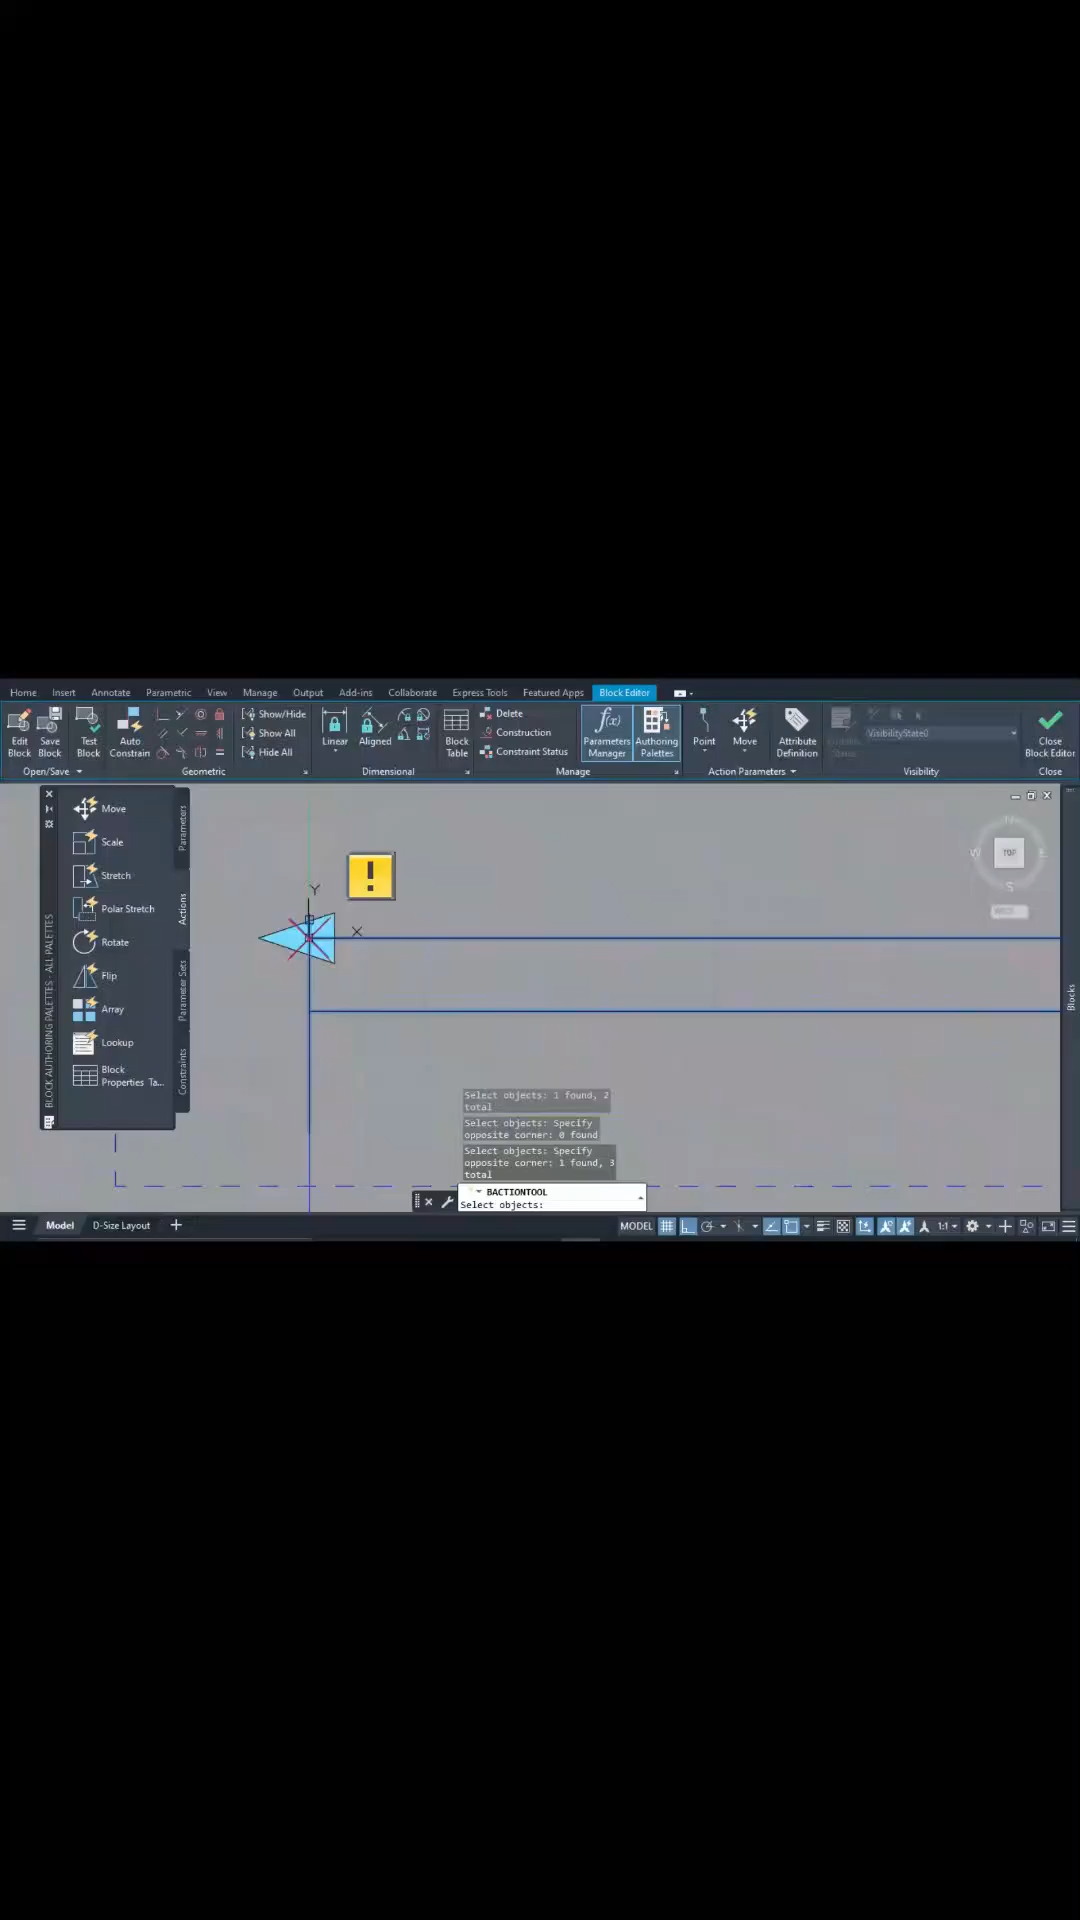 Home Insert Annotate Parametric View Manage Output Add-ins Collaborate Express Tools Featured Apps Block Editor
Edit Block
Save Block
Test Block
Auto Constrain
Show/Hide
Show All
Hide All
Linear
Aligned
Block Table
Delete
Construction
Constraint Status
Parameters Manager
Authoring Palettes
Point
Move
Attribute Definition
VisibilityState0
Close Block Editor
Open/Save
Geometric
Dimensional
Manage
Action Parameters
Visibility
Close
Move
Scale
Stretch
Polar Stretch
Rotate
Flip
Array
Lookup
Block
Properties Ta...
Parameters
Actions
Parameter Sets
Constraints
BLOCK AUTHORING PALETTES - ALL PALETTES
Y
X
!
N
W
TOP
E
S
Blocks
Select objects: 1 found, 2
total
Select objects: Specify
opposite corner: 0 found
Select objects: Specify
opposite corner: 1 found, 3
total
BACTIONTOOL
Select objects:
Model D-Size Layout +
MODEL
1:1